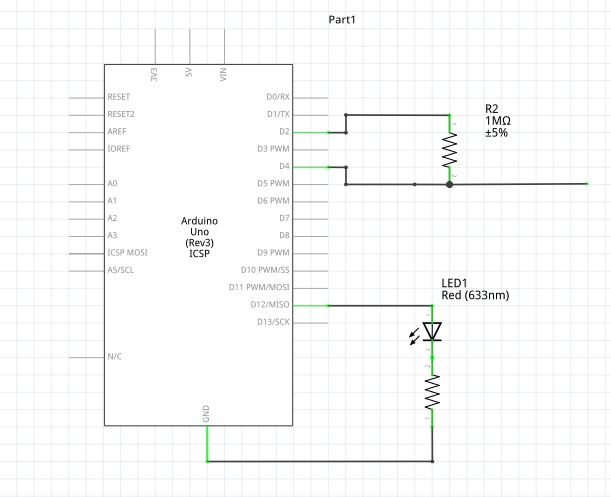 Part1
3V3
5V
VIN
RESET
RESET2
AREF
IOREF
A0
A1
A2
A3
ICSP MOSI
A5/SCL
N/C
Arduino
Uno
(Rev3)
ICSP
D0/RX
D1/TX
D2
D3 PWM
D4
D5 PWM
D6 PWM
D7
D8
D9 PWM
D10 PWM/SS
D11 PWM/MOSI
D12/MISO
D13/SCK
GND
R2
1MΩ
±5%
1
2
LED1
Red (633nm)